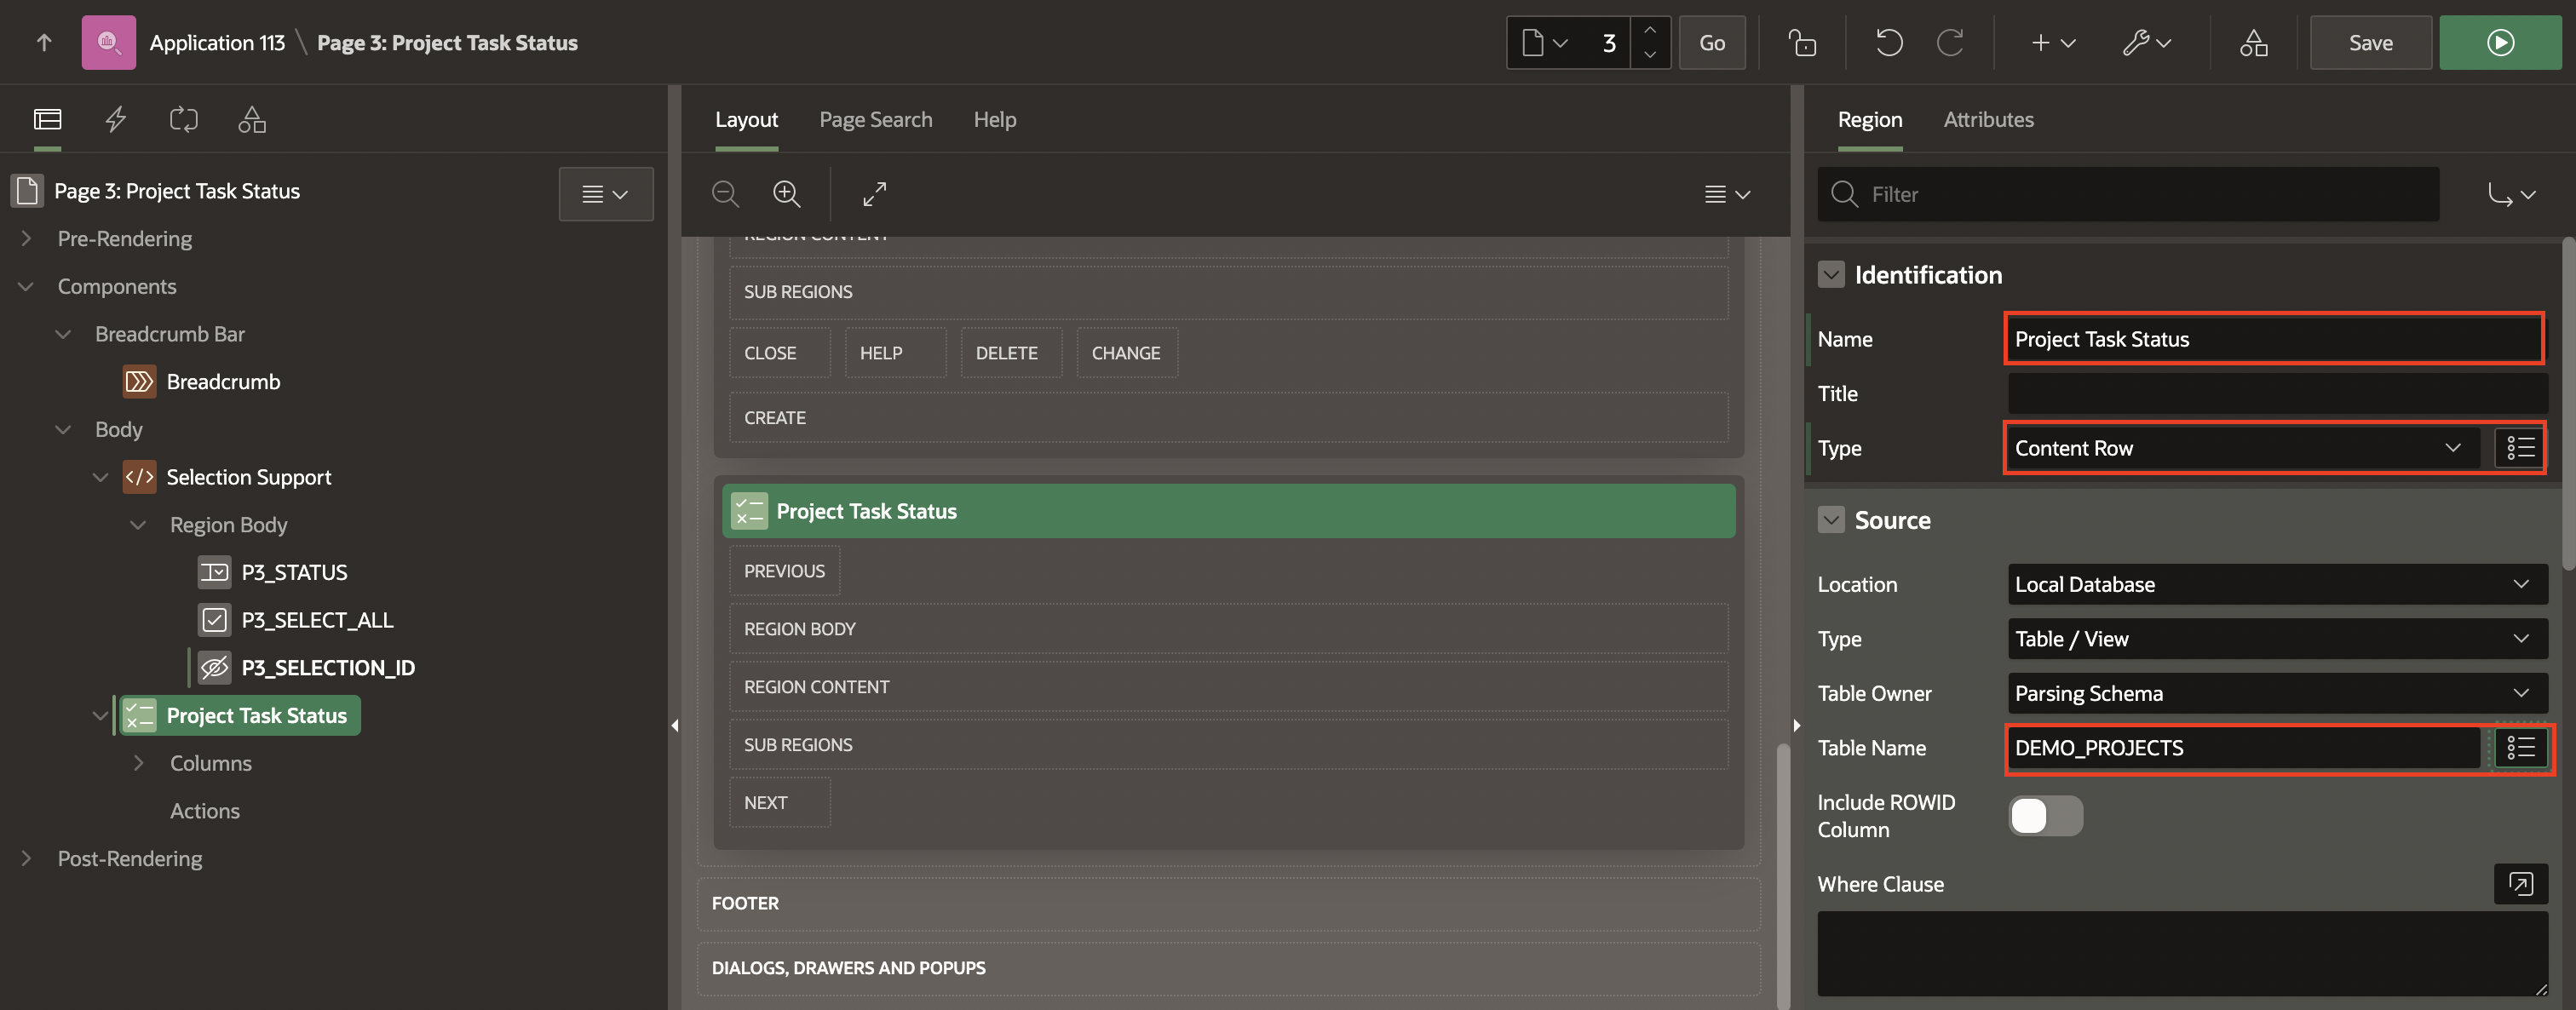 Application 113 \ Page 3: Project Task Status
3
Go
Save
Page 3: Project Task Status
Pre-Rendering
Components
Breadcrumb Bar
Breadcrumb
Body
Selection Support
Region Body
P3_STATUS
P3_SELECT_ALL
P3_SELECTION_ID
Project Task Status
Columns
Actions
Post-Rendering
Layout Page Search Help
REGION CONTENT
SUB REGIONS
CLOSE HELP DELETE CHANGE
CREATE
Project Task Status
PREVIOUS
REGION BODY
REGION CONTENT
SUB REGIONS
NEXT
FOOTER
DIALOGS, DRAWERS AND POPUPS
Region Attributes
Filter
Identification
Name Project Task Status
Title
Type Content Row
Source
Location Local Database
Type Table / View
Table Owner Parsing Schema
Table Name DEMO_PROJECTS
Include ROWID
Column
Where Clause